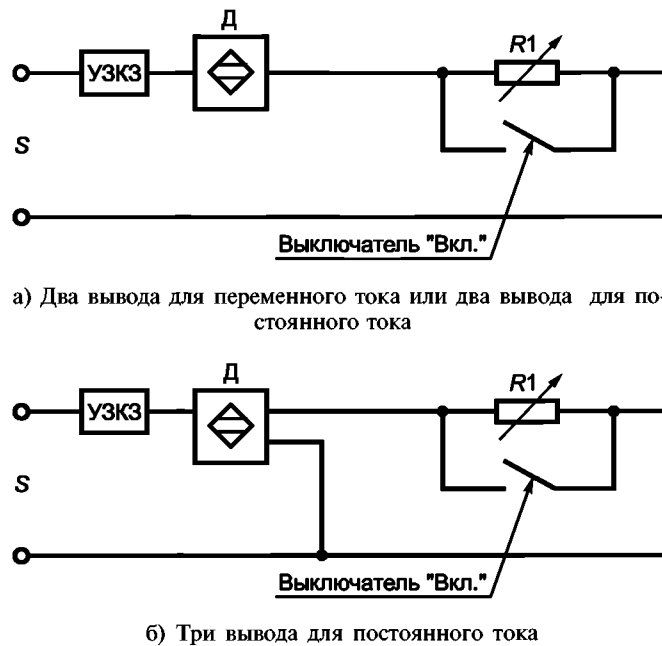 Д
R1
УЗКЗ
S
Выключатель "Вкл."
а) Два вывода для переменного тока или два вывода для по-
стоянного тока
Д
R1
УЗКЗ
S
Выключатель "Вкл."
б) Три вывода для постоянного тока